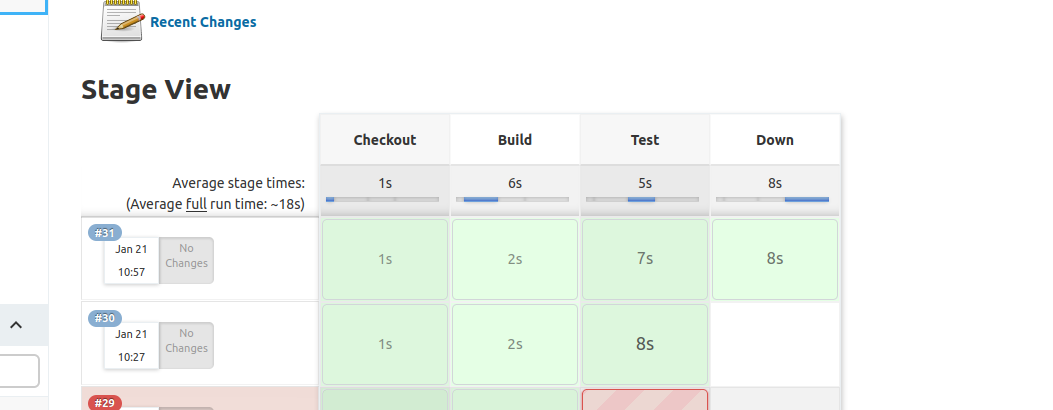 Recent Changes
Stage View
Checkout Build Test Down
Average stage times: 1s 6s 5s 8s
(Average full run time: ~18s)
#31
Jan 21 No
10:57 Changes
1s 2s 7s 8s
#30
Jan 21 No
10:27 Changes
1s 2s 8s
#29